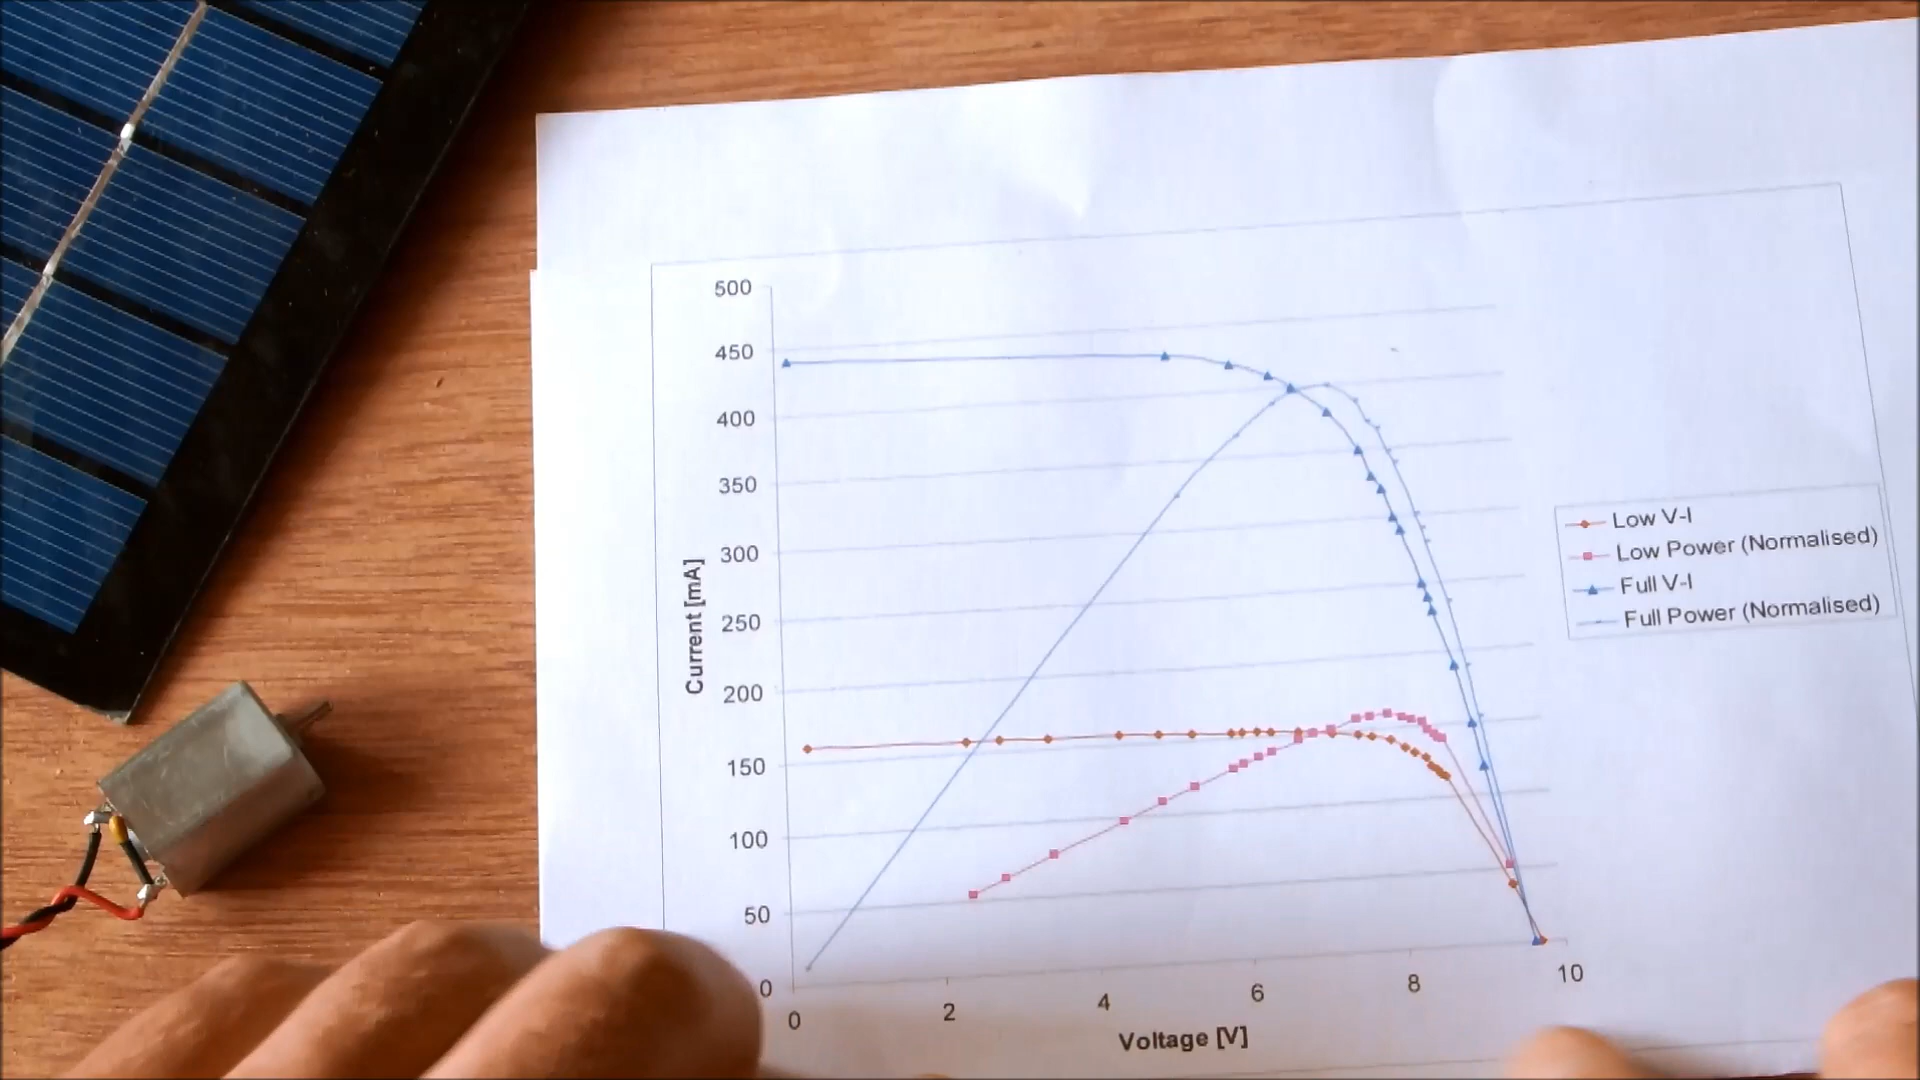 500
450
400
350
300
250
200
150
100
50
0
Current [mA]
0
2
4
6
8
10
Voltage [V]
Low V-I
Low Power (Normalised)
Full V-I
Full Power (Normalised)